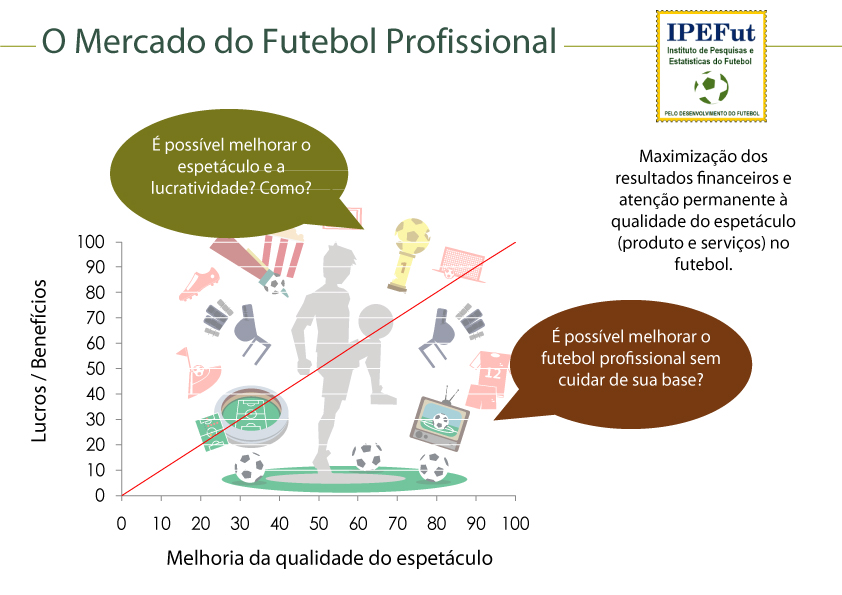 O Mercado do Futebol Profissional
IPEFut
Instituto de Pesquisas e
Estatísticas do Futebol
PELO DESENVOLVIMENTO DO FUTEBOL
É possível melhorar o
espetáculo e a
lucratividade? Como?
Maximização dos
resultados financeiros e
atenção permanente à
qualidade do espetáculo
(produto e serviços) no
futebol.
É possível melhorar o
futebol profissional sem
cuidar de sua base?
12
Lucros / Benefícios
100
90
80
70
60
50
40
30
20
10
0
0 10 20 30 40 50 60 70 80 90 100
Melhoria da qualidade do espetáculo